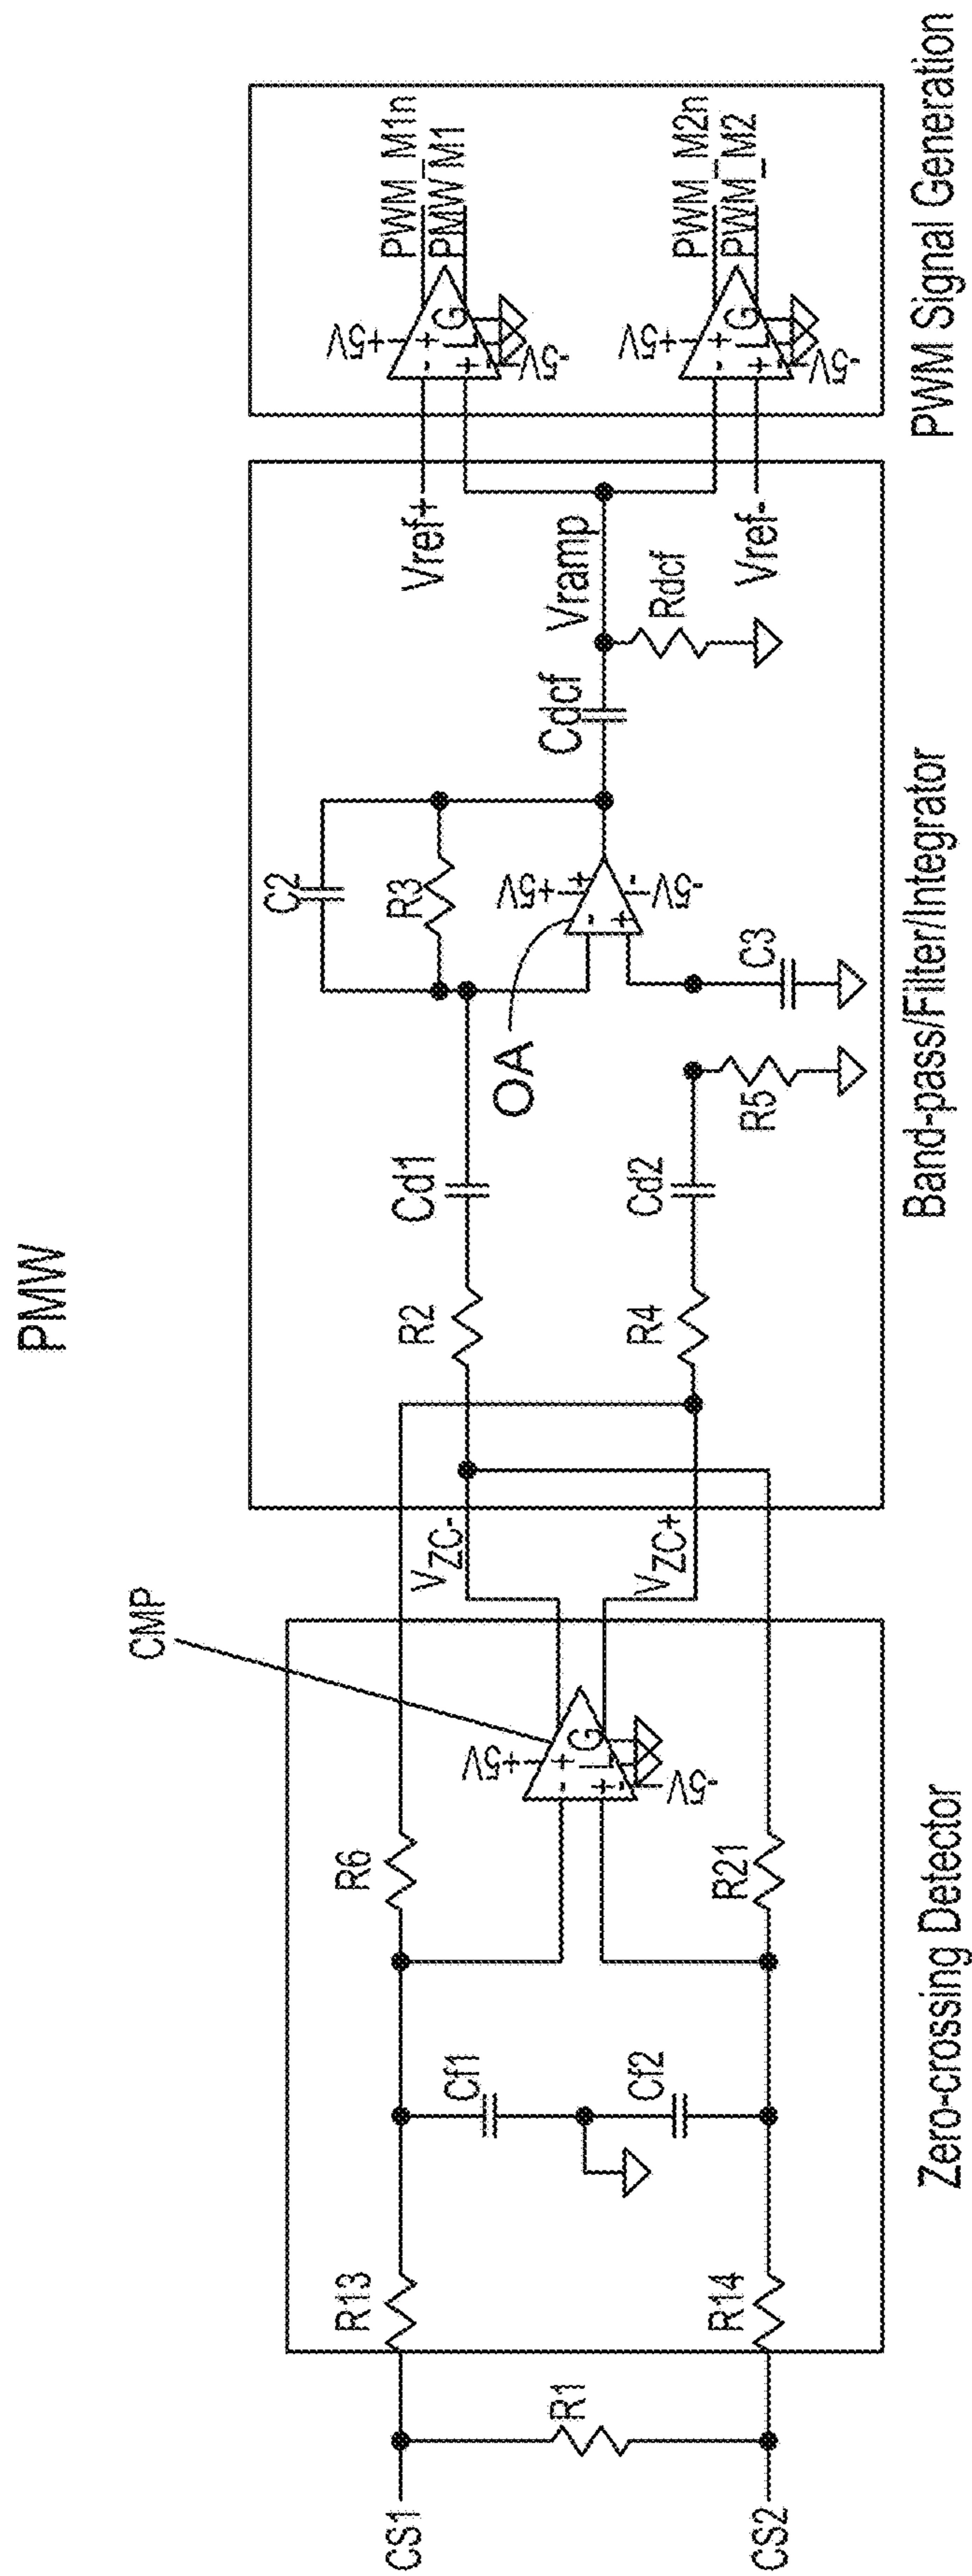 PMW
CS1
CS2
R1
R13
R14
Cf1
Cf2
R6
R21
CMP
+5V
-
+
+
-
L
G
-5V
Zero-crossing Detector
VZC-
VZC+
R2
R4
Cd1
Cd2
R5
OA
C2
R3
+5V
-
+
+
-
-5V
C3
Cdcf
Vramp
Rdcf
Vref+
Vref-
Band-pass/Filter/Integrator
+5V
-
+
+
-
L
G
-5V
PWM_M1n
PMW M1
+5V
-
+
+
-
L
G
-5V
PWM_M2n
PWM_M2
PWM Signal Generation